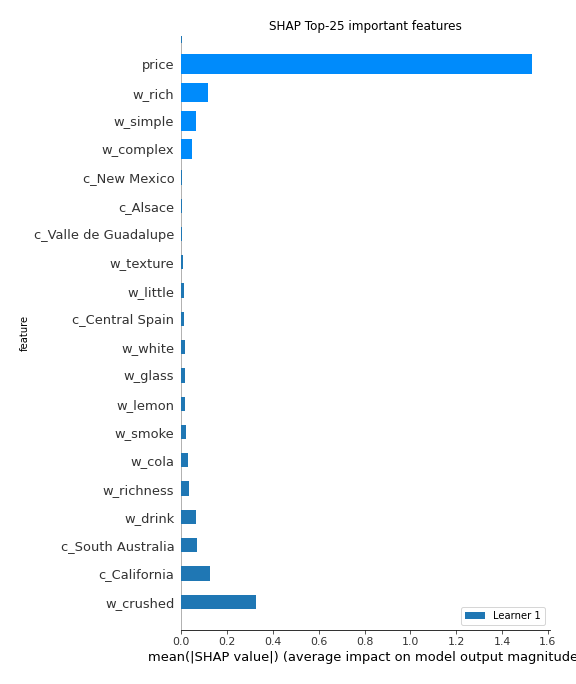 SHAP Top-25 important features
price
w_rich
w_simple
w_complex
c_New Mexico
c_Alsace
c_Valle de Guadalupe
w_texture
w_little
c_Central Spain
w_white
w_glass
w_lemon
w_smoke
w_cola
w_richness
w_drink
c_South Australia
c_California
w_crushed
feature
Learner 1
0.0 0.2 0.4 0.6 0.8 1.0 1.2 1.4 1.6
mean(|SHAP value|) (average impact on model output magnitude